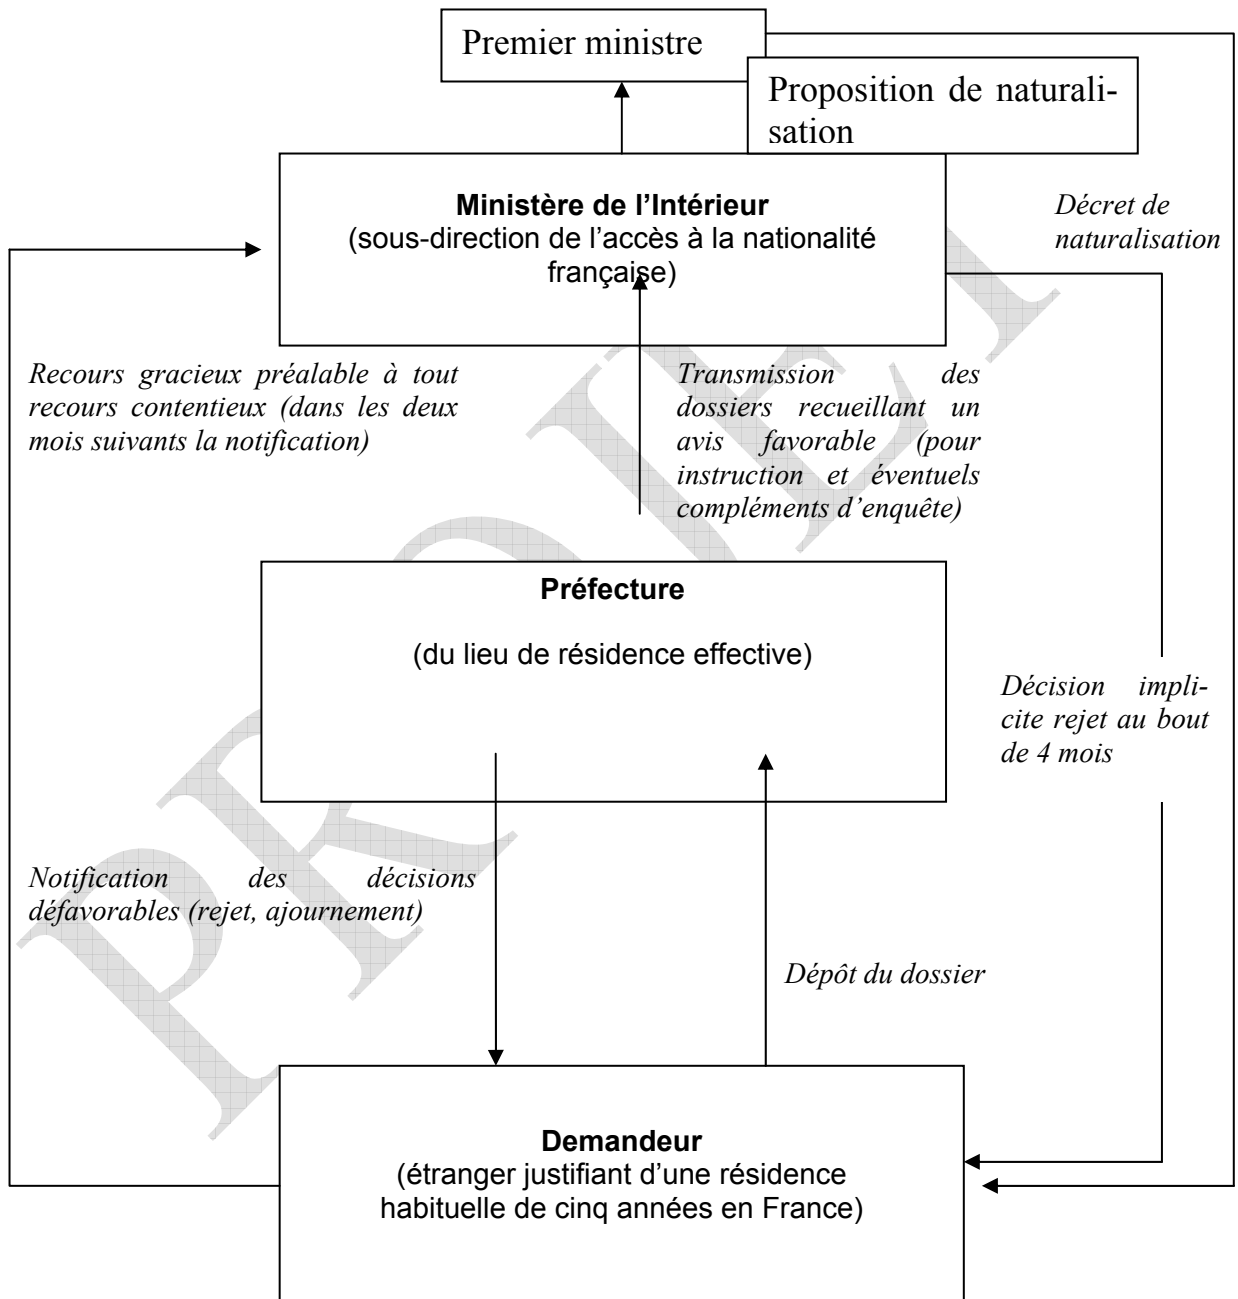 Premier ministre
Proposition de naturali-
sation
Ministère de l'Intérieur
(sous-direction de l'accès à la nationalité
française)
Décret de
naturalisation
Recours gracieux préalable à tout
recours contentieux (dans les deux
mois suivants la notification)
Transmission des
dossiers recueillant un
avis favorable (pour
instruction et éventuels
compléments d'enquête)
Préfecture
(du lieu de résidence effective)
Décision impli-
cite rejet au bout
de 4 mois
Notification des décisions
défavorables (rejet, ajournement)
Dépôt du dossier
Demandeur
(étranger justifiant d'une résidence
habituelle de cinq années en France)
PROJET